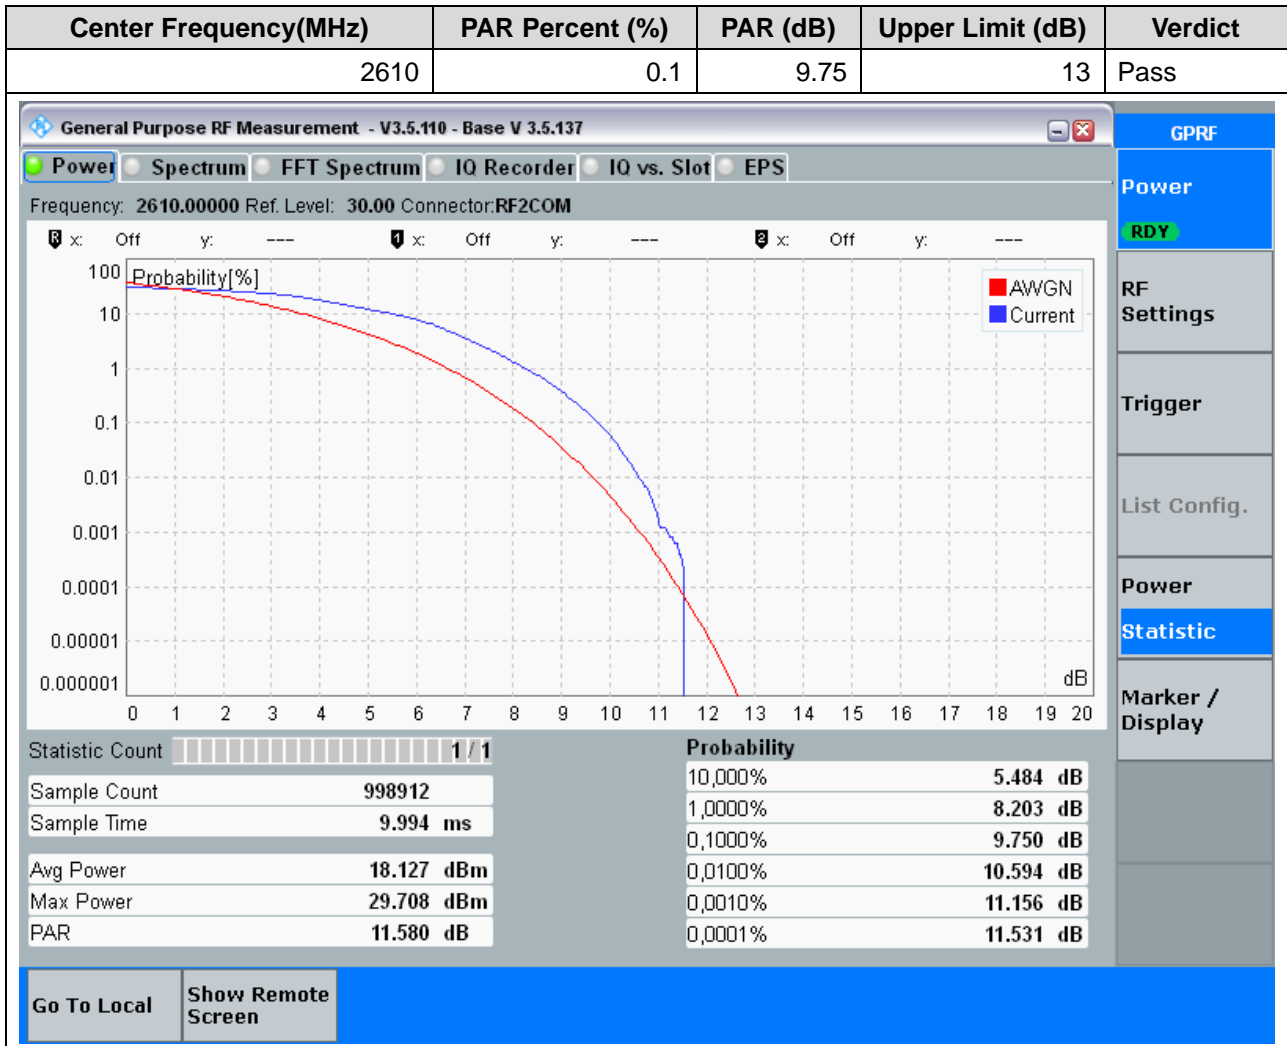 Center Frequency(MHz) PAR Percent (%) PAR (dB) Upper Limit (dB) Verdict
2610 0.1 9.75 13 Pass
General Purpose RF Measurement - V3.5.110 - Base V 3.5.137
GPRF
Power Spectrum FFT Spectrum IQ Recorder IQ vs. Slot EPS
Power
RDY
Frequency: 2610.00000 Ref. Level: 30.00 Connector:RF2COM
R x: Off y: --- 1 x: Off y: --- 2 x: Off y: ---
Probability[%]
AWGN
Current
100
10
1
0.1
0.01
0.001
0.0001
0.00001
0.000001
dB
0 1 2 3 4 5 6 7 8 9 10 11 12 13 14 15 16 17 18 19 20
RF
Settings
Trigger
List Config.
Power
Statistic
Marker /
Display
Statistic Count 1 / 1
Sample Count 998912
Sample Time 9.994 ms
Avg Power 18.127 dBm
Max Power 29.708 dBm
PAR 11.580 dB
Probability
10,000% 5.484 dB
1,0000% 8.203 dB
0,1000% 9.750 dB
0,0100% 10.594 dB
0,0010% 11.156 dB
0,0001% 11.531 dB
Go To Local
Show Remote
Screen